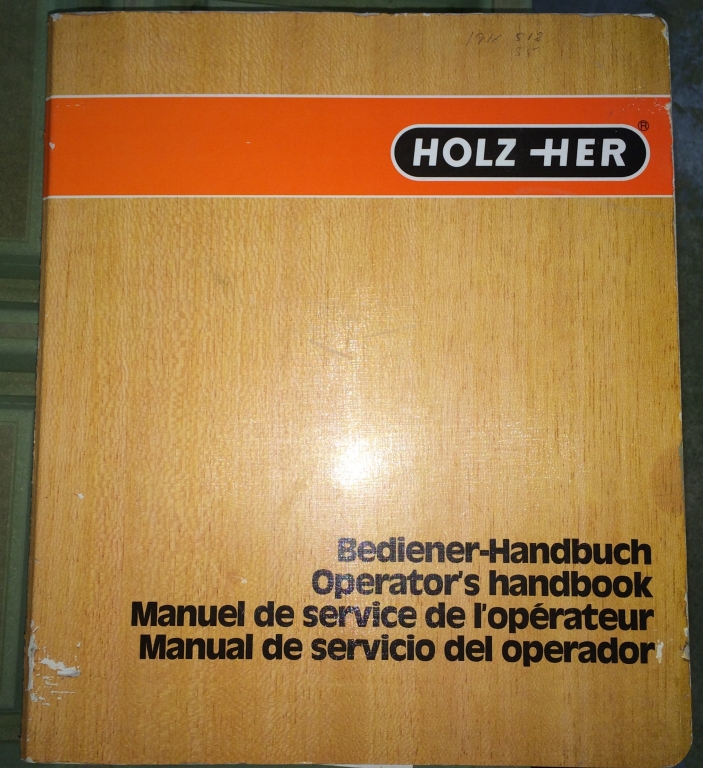 HOLZ-HER®
Bediener-Handbuch
Operator's handbook
Manuel de service de l'opérateur
Manual de servicio del operador